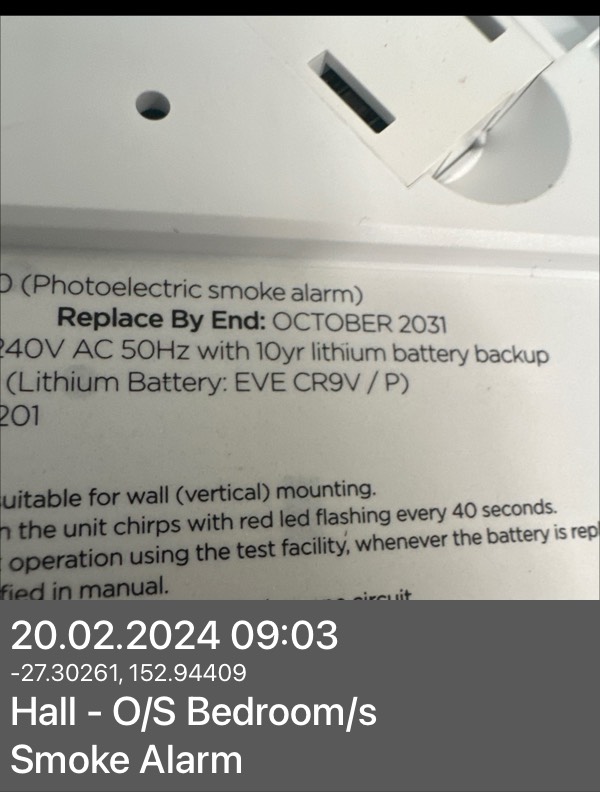 (Photoelectric smoke alarm)
Replace By End: OCTOBER 2031
240V AC 50Hz with 10yr lithium battery backup
(Lithium Battery: EVE CR9V / P)
201
suitable for wall (vertical) mounting.
the unit chirps with red led flashing every 40 seconds.
operation using the test facility, whenever the battery is
in manual.
circuit
20.02.2024 09:03
-27.30261, 152.94409
Hall - O/S Bedroom/s
Smoke Alarm